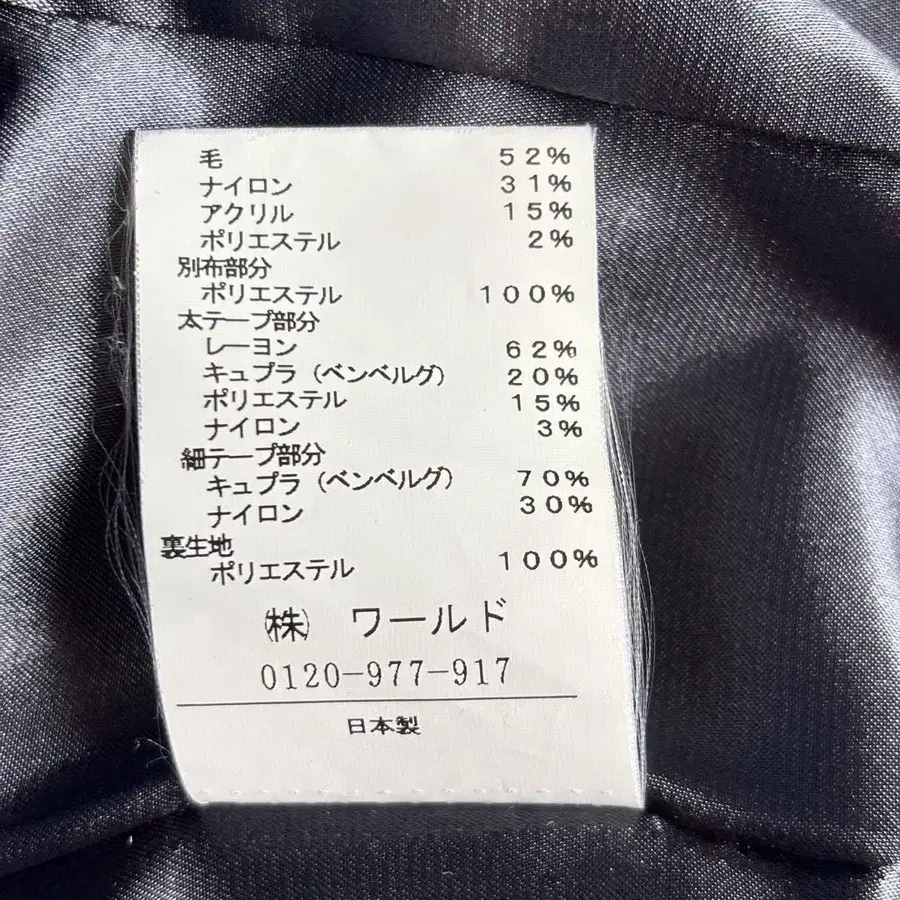 毛 52%
ナイロン 31%
アクリル 15%
ポリエステル 2%
別布部分
ポリエステル 100%
太テープ部分
レーヨン 62%
キュプラ(ベンベルグ) 20%
ポリエステル 15%
ナイロン 3%
細テープ部分
キュプラ(ベンベルグ) 70%
ナイロン 30%
裏生地
ポリエステル 100%
㈱ ワールド
0120-977-917
日本製